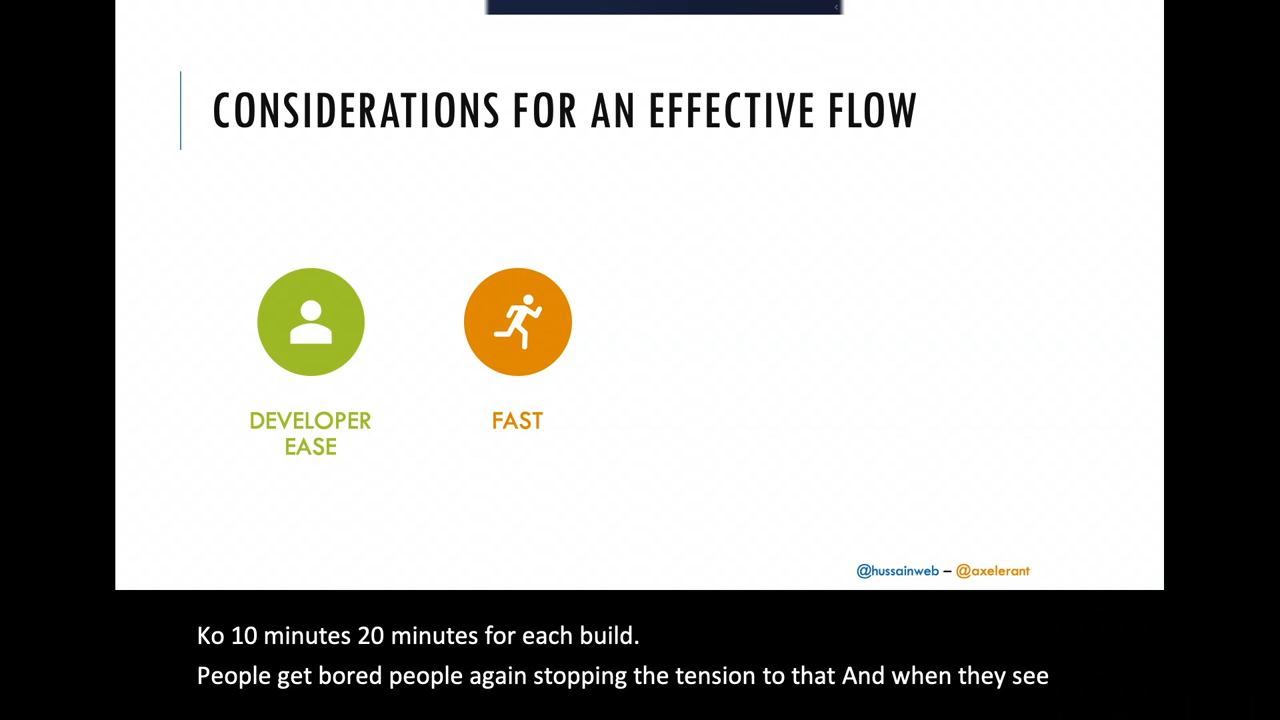 CONSIDERATIONS FOR AN EFFECTIVE FLOW
DEVELOPER
EASE
FAST
@hussainweb – @axelerant
Ko 10 minutes 20 minutes for each build.
People get bored people again stopping the tension to that And when they see